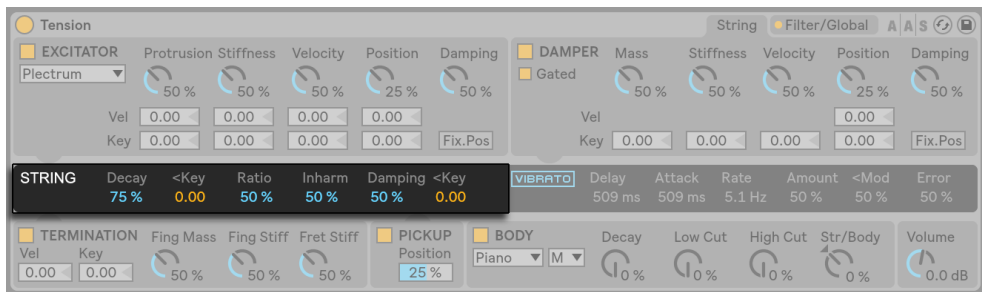 Tension String Filter/Global A A S
EXCITATOR Protrusion Stiffness Velocity Position Damping
Plectrum 50 % 50 % 50 % 25 % 50 %
Vel 0.00 0.00 0.00 0.00
Key 0.00 0.00 0.00 0.00 Fix.Pos
DAMPER Mass Stiffness Velocity Position Damping
Gated 50 % 50 % 50 % 25 % 50 %
Vel 0.00
Key 0.00 0.00 0.00 0.00 Fix.Pos
STRING Decay <Key Ratio Inharm Damping <Key
75 % 0.00 50 % 50 % 50 % 0.00
VIBRATO Delay Attack Rate Amount <Mod Error
509 ms 509 ms 5.1 Hz 50 % 50 % 50 %
TERMINATION Fing Mass Fing Stiff Fret Stiff
Vel Key
0.00 0.00 50 % 50 % 50 %
PICKUP
Position
25 %
BODY Decay Low Cut High Cut Str/Body
Piano M 0 % 0 % 0 % 0 %
Volume
0.0 dB